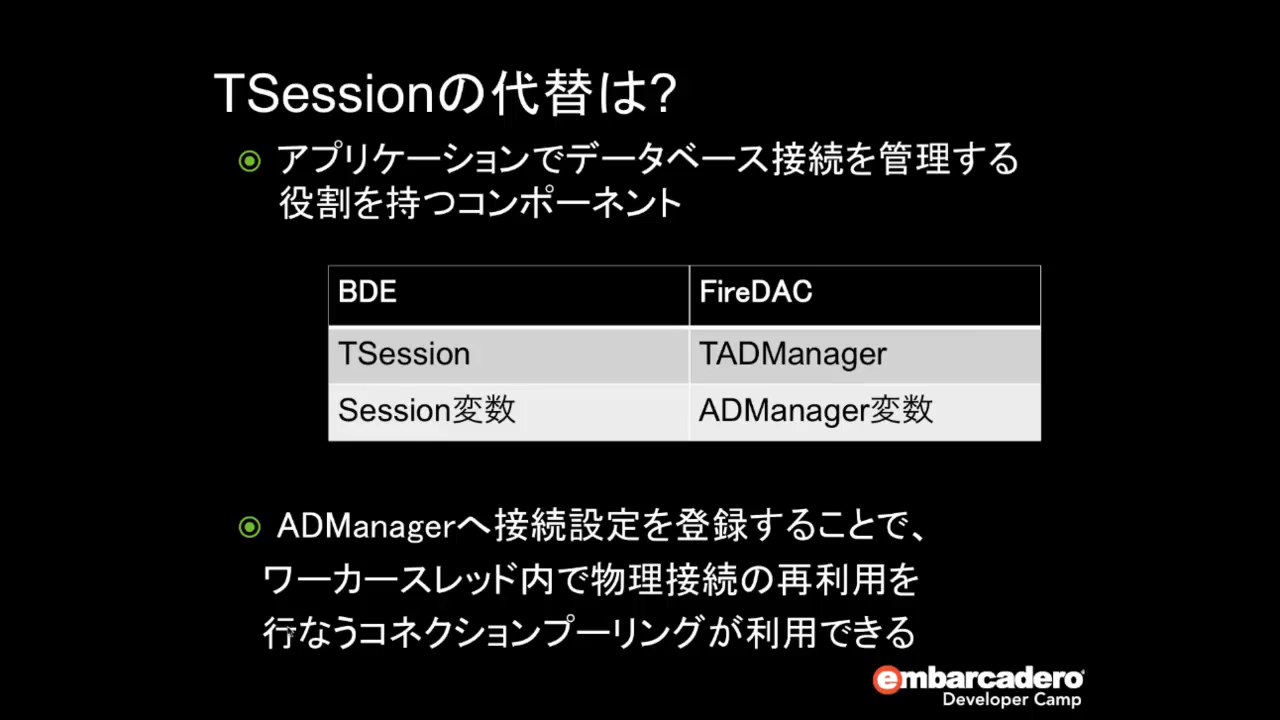 TSessionの代替は?
アプリケーションでデータベース接続を管理する
役割を持つコンポーネント
BDE
FireDAC
TSession
TADManager
Session変数
ADManager変数
ADManagerへ接続設定を登録することで、
ワーカースレッド内で物理接続の再利用を
行なうコネクションプーリングが利用できる
embarcadero
Developer Camp